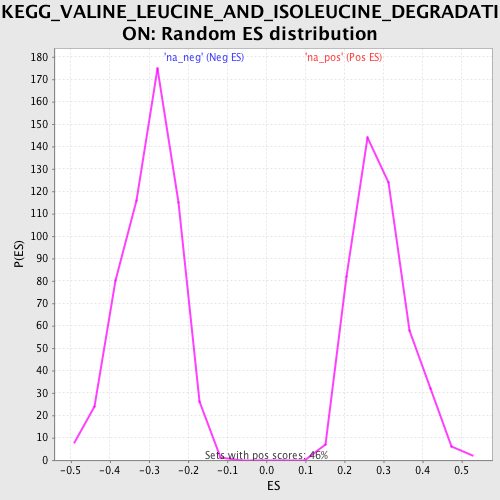 KEGG_VALINE_LEUCINE_AND_ISOLEUCINE_DEGRADATI
ON: Random ES distribution
'na_neg' (Neg ES) 'na_pos' (Pos ES)
180
170
160
150
140
130
120
110
100
90
80
70
60
50
40
30
20
10
0
P(ES)
Sets with pos scores: 46%
-0.5 -0.4 -0.3 -0.2 -0.1 0.0 0.1 0.2 0.3 0.4 0.5
ES